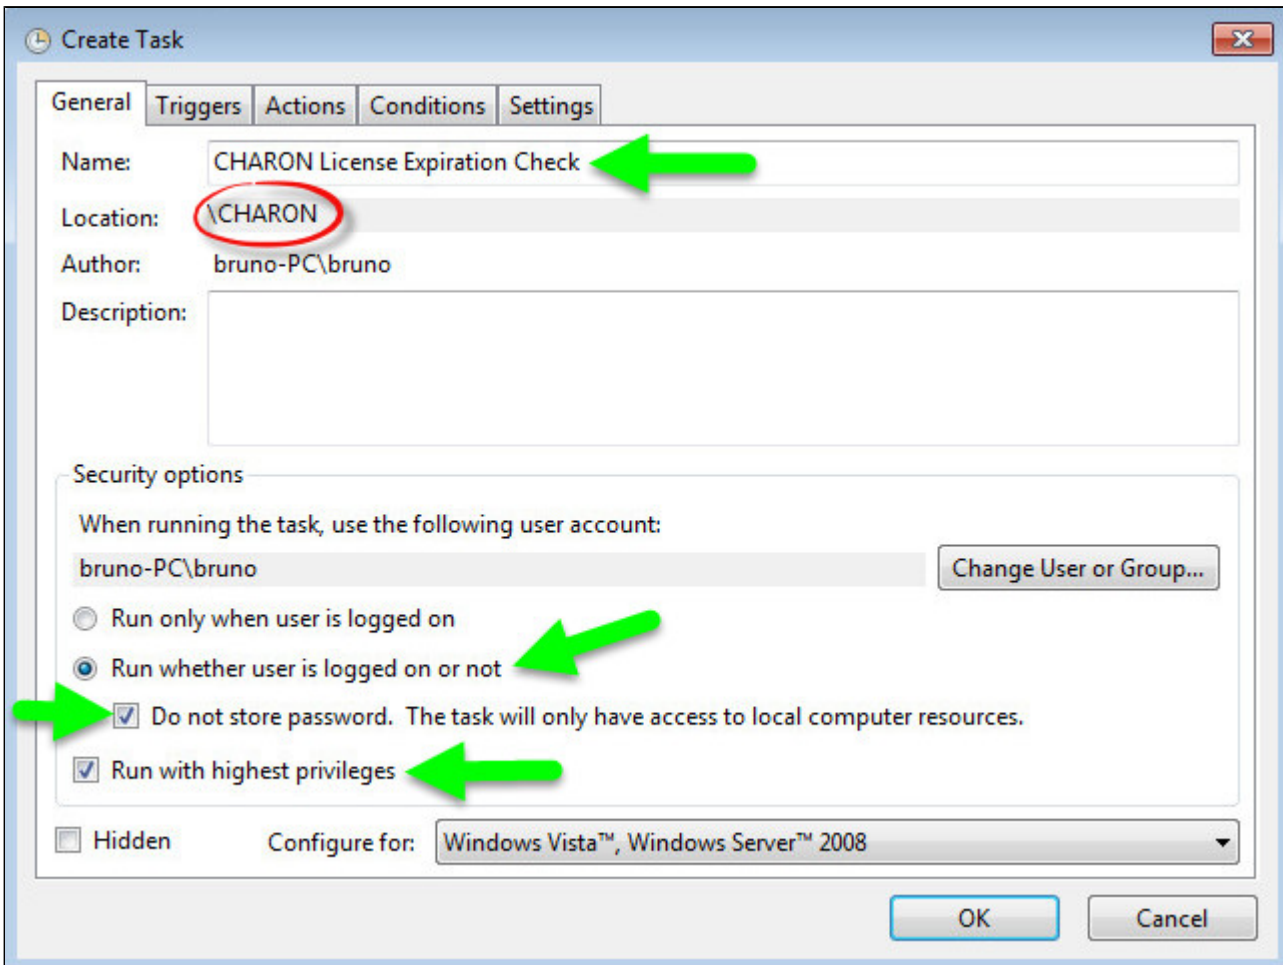 Create Task
General Triggers Actions Conditions Settings
Name: CHARON License Expiration Check
Location: \CHARON
Author: bruno-PC\bruno
Description:
Security options
When running the task, use the following user account:
bruno-PC\bruno Change User or Group...
Run only when user is logged on
Run whether user is logged on or not
Do not store password. The task will only have access to local computer resources.
Run with highest privileges
Hidden Configure for: Windows Vista™, Windows Server™ 2008
OK Cancel